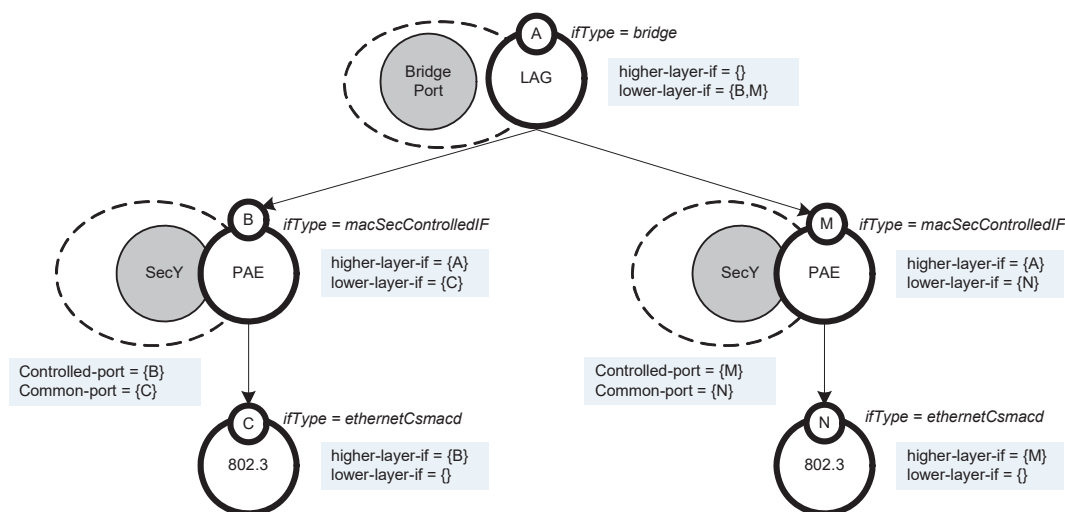 A
ifType = bridge
Bridge
Port
LAG
higher-layer-if = {}
lower-layer-if = {B,M}
B
ifType = macSecControlledIF
SecY
PAE
higher-layer-if = {A}
lower-layer-if = {C}
Controlled-port = {B}
Common-port = {C}
C
ifType = ethernetCsmacd
802.3
higher-layer-if = {B}
lower-layer-if = {}
M
ifType = macSecControlledIF
SecY
PAE
higher-layer-if = {A}
lower-layer-if = {N}
Controlled-port = {M}
Common-port = {N}
N
ifType = ethernetCsmacd
802.3
higher-layer-if = {M}
lower-layer-if = {}